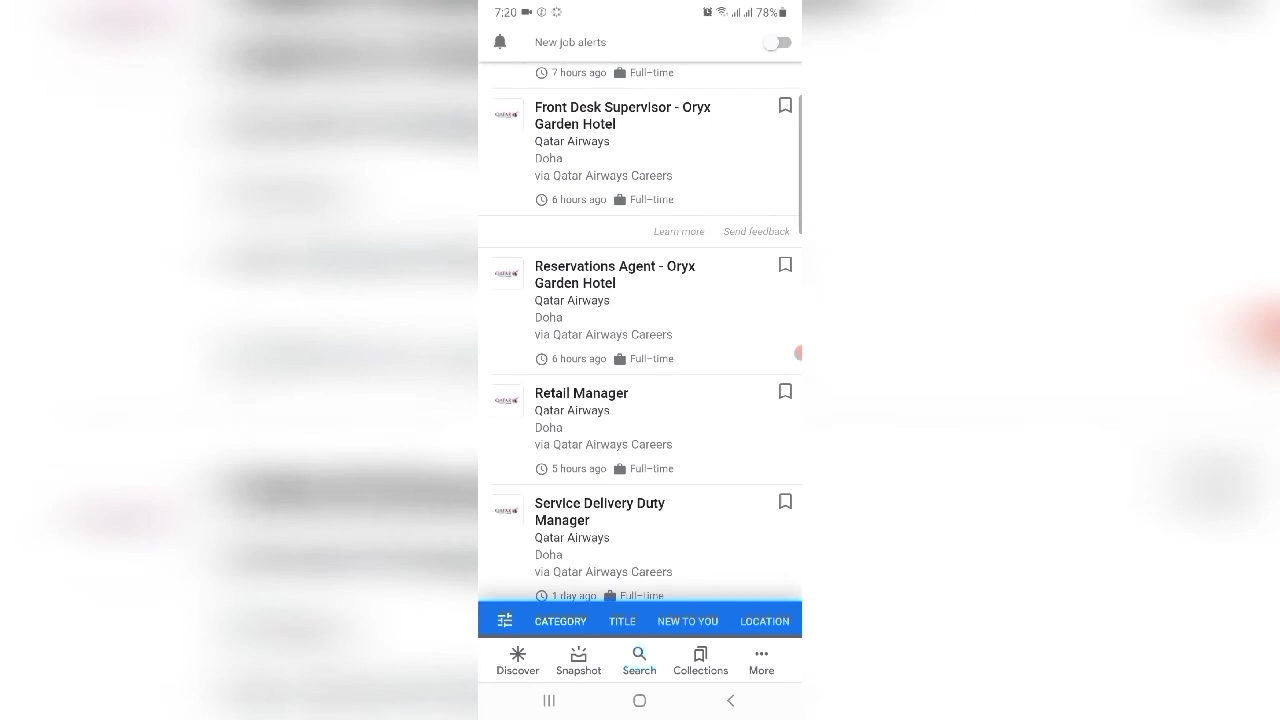 7:20 78%
New job alerts
7 hours ago Full-time
Front Desk Supervisor - Oryx
Garden Hotel
Qatar Airways
Doha
via Qatar Airways Careers
6 hours ago Full-time
Learn more Send feedback
Reservations Agent - Oryx
Garden Hotel
Qatar Airways
Doha
via Qatar Airways Careers
6 hours ago Full-time
Retail Manager
Qatar Airways
Doha
via Qatar Airways Careers
5 hours ago Full-time
Service Delivery Duty
Manager
Qatar Airways
Doha
via Qatar Airways Careers
1 day ago Full-time
CATEGORY TITLE NEW TO YOU LOCATION
Discover Snapshot Search Collections More